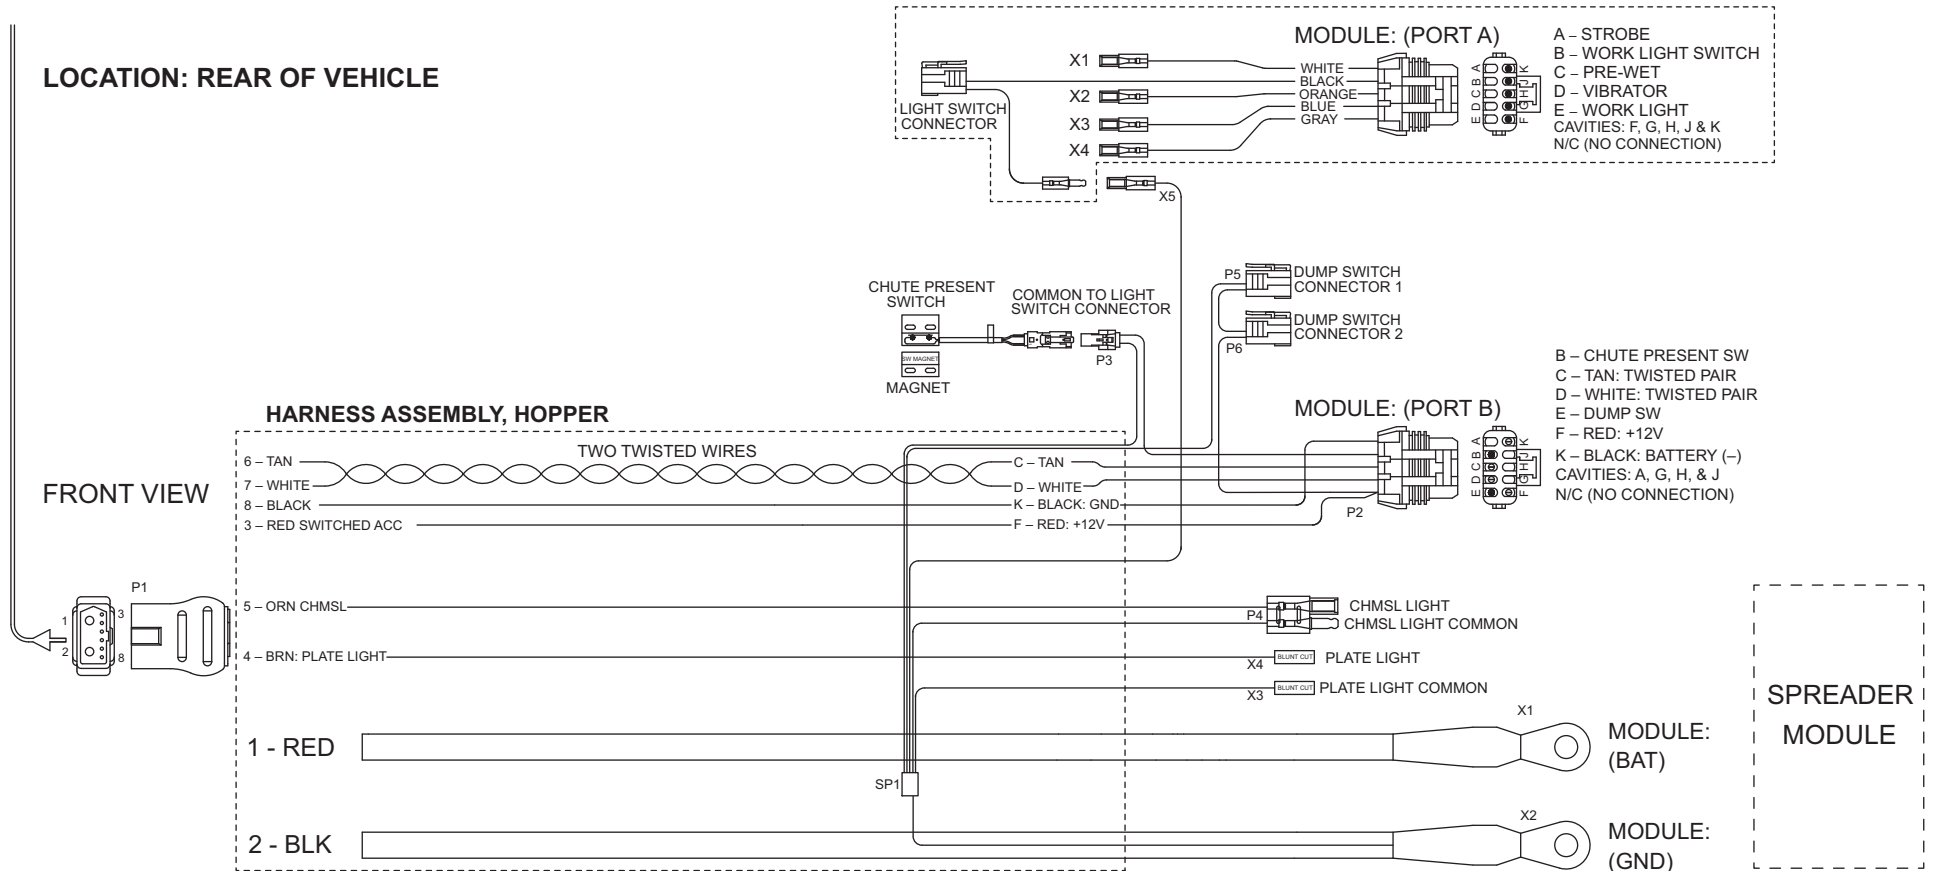 LOCATION: REAR OF VEHICLE
MODULE: (PORT A)
A – STROBE
B – WORK LIGHT SWITCH
C – PRE-WET
D – VIBRATOR
E – WORK LIGHT
CAVITIES: F, G, H, J & K
N/C (NO CONNECTION)
X1
X2
X3
X4
WHITE
BLACK
ORANGE
BLUE
GRAY
A
B
C
D
E
K
J
H
G
F
LIGHT SWITCH
CONNECTOR
X5
CHUTE PRESENT
SWITCH
SW MAGNET
MAGNET
COMMON TO LIGHT
SWITCH CONNECTOR
P3
P5
DUMP SWITCH
CONNECTOR 1
P6
DUMP SWITCH
CONNECTOR 2
MODULE: (PORT B)
B – CHUTE PRESENT SW
C – TAN: TWISTED PAIR
D – WHITE: TWISTED PAIR
E – DUMP SW
F – RED: +12V
K – BLACK: BATTERY (–)
CAVITIES: A, G, H, & J
N/C (NO CONNECTION)
A
B
C
D
E
K
J
H
G
F
P2
HARNESS ASSEMBLY, HOPPER
TWO TWISTED WIRES
6 – TAN
7 – WHITE
8 – BLACK
3 – RED SWITCHED ACC
C – TAN
D – WHITE
K – BLACK: GND
F – RED: +12V
FRONT VIEW
P1
1
2
3
8
5 – ORN CHMSL
4 – BRN: PLATE LIGHT
P4
CHMSL LIGHT
CHMSL LIGHT COMMON
X4
BLUNT CUT
PLATE LIGHT
X3
BLUNT CUT
PLATE LIGHT COMMON
1 - RED
X1
MODULE:
(BAT)
SP1
2 - BLK
X2
MODULE:
(GND)
SPREADER
MODULE